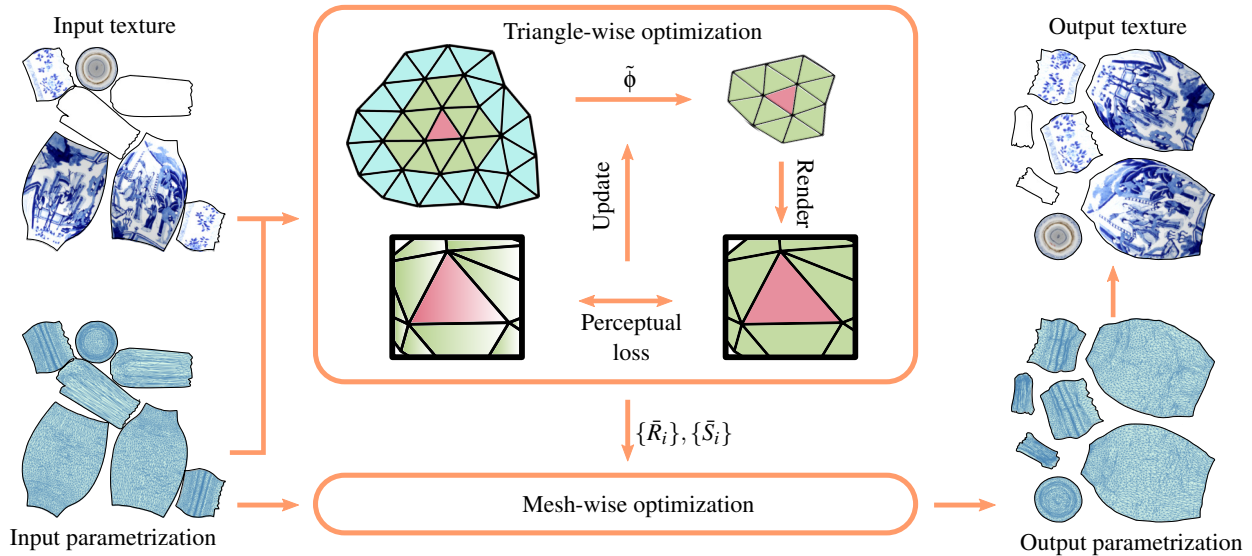 Input texture
Triangle-wise optimization
Output texture
ϕ̃
Update
Render
Perceptual
loss
{R̄ᵢ}, {S̄ᵢ}
Mesh-wise optimization
Input parametrization
Output parametrization